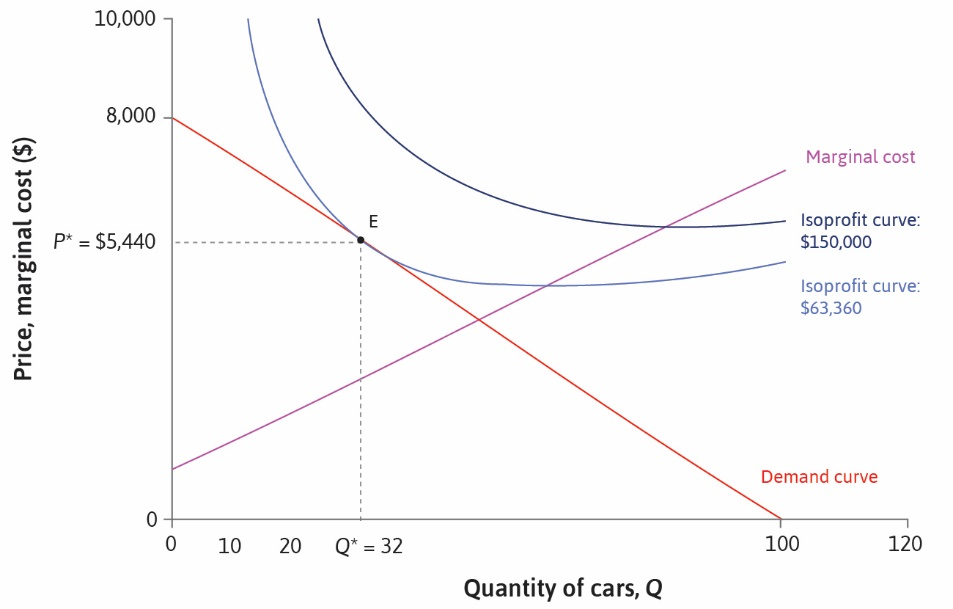 10,000
8,000
Price, marginal cost ($)
P* = $5,440
E
Marginal cost
Isoprofit curve:
$150,000
Isoprofit curve:
$63,360
Demand curve
0
0 10 20 Q* = 32 100 120
Quantity of cars, Q